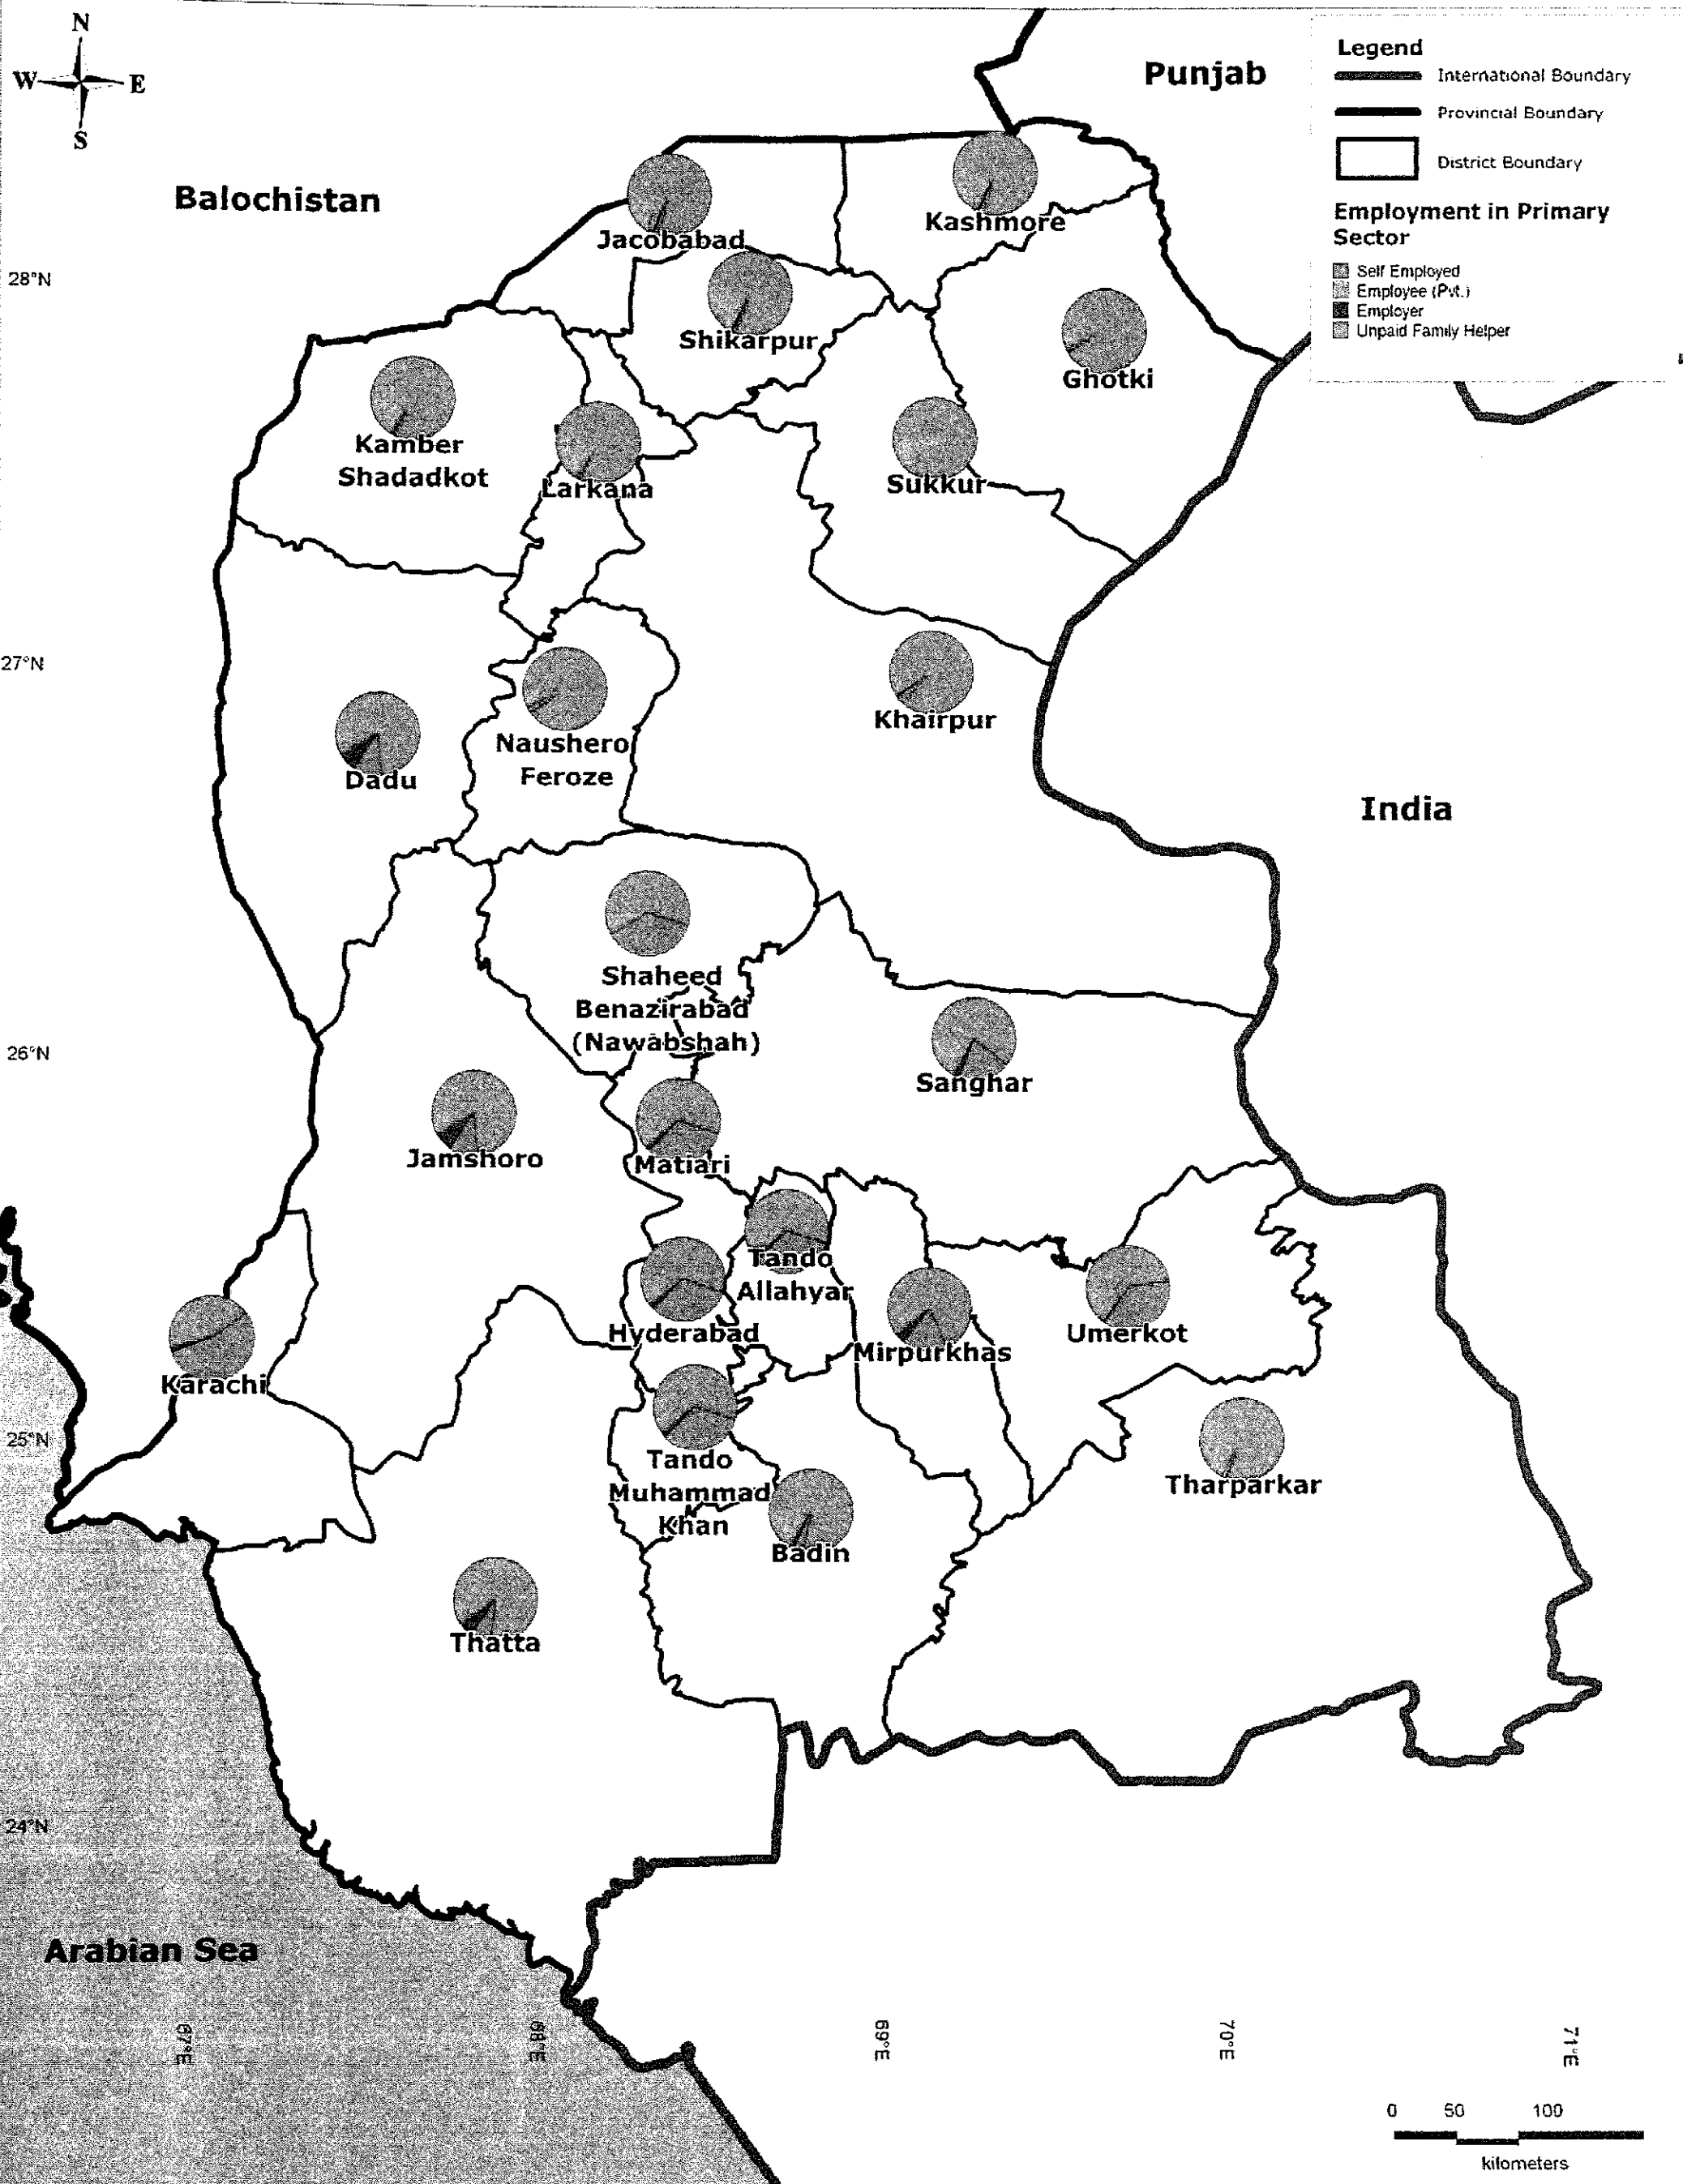 N
W E
S
Punjab
Legend
International Boundary
Provincial Boundary
District Boundary
Employment in Primary
Sector
Self Employed
Employee (Pvt.)
Employer
Unpaid Family Helper
Balochistan
Jacobabad
Kashmore
28°N
Shikarpur
Ghotki
Kamber
Shadadkot
Larkana
Sukkur
27°N
Khairpur
Naushero
Feroze
Dadu
India
Shaheed
Benazirabad
(Nawabshah)
26°N
Sanghar
Jamshoro
Matiari
Tando
Allahyar
Hyderabad
Mirpurkhas
Umerkot
Karachi
25°N
Tando
Muhammad
Khan
Tharparkar
Badin
Thatta
24°N
Arabian Sea
67°E
68°E
69°E
70°E
71°E
0 50 100
kilometers